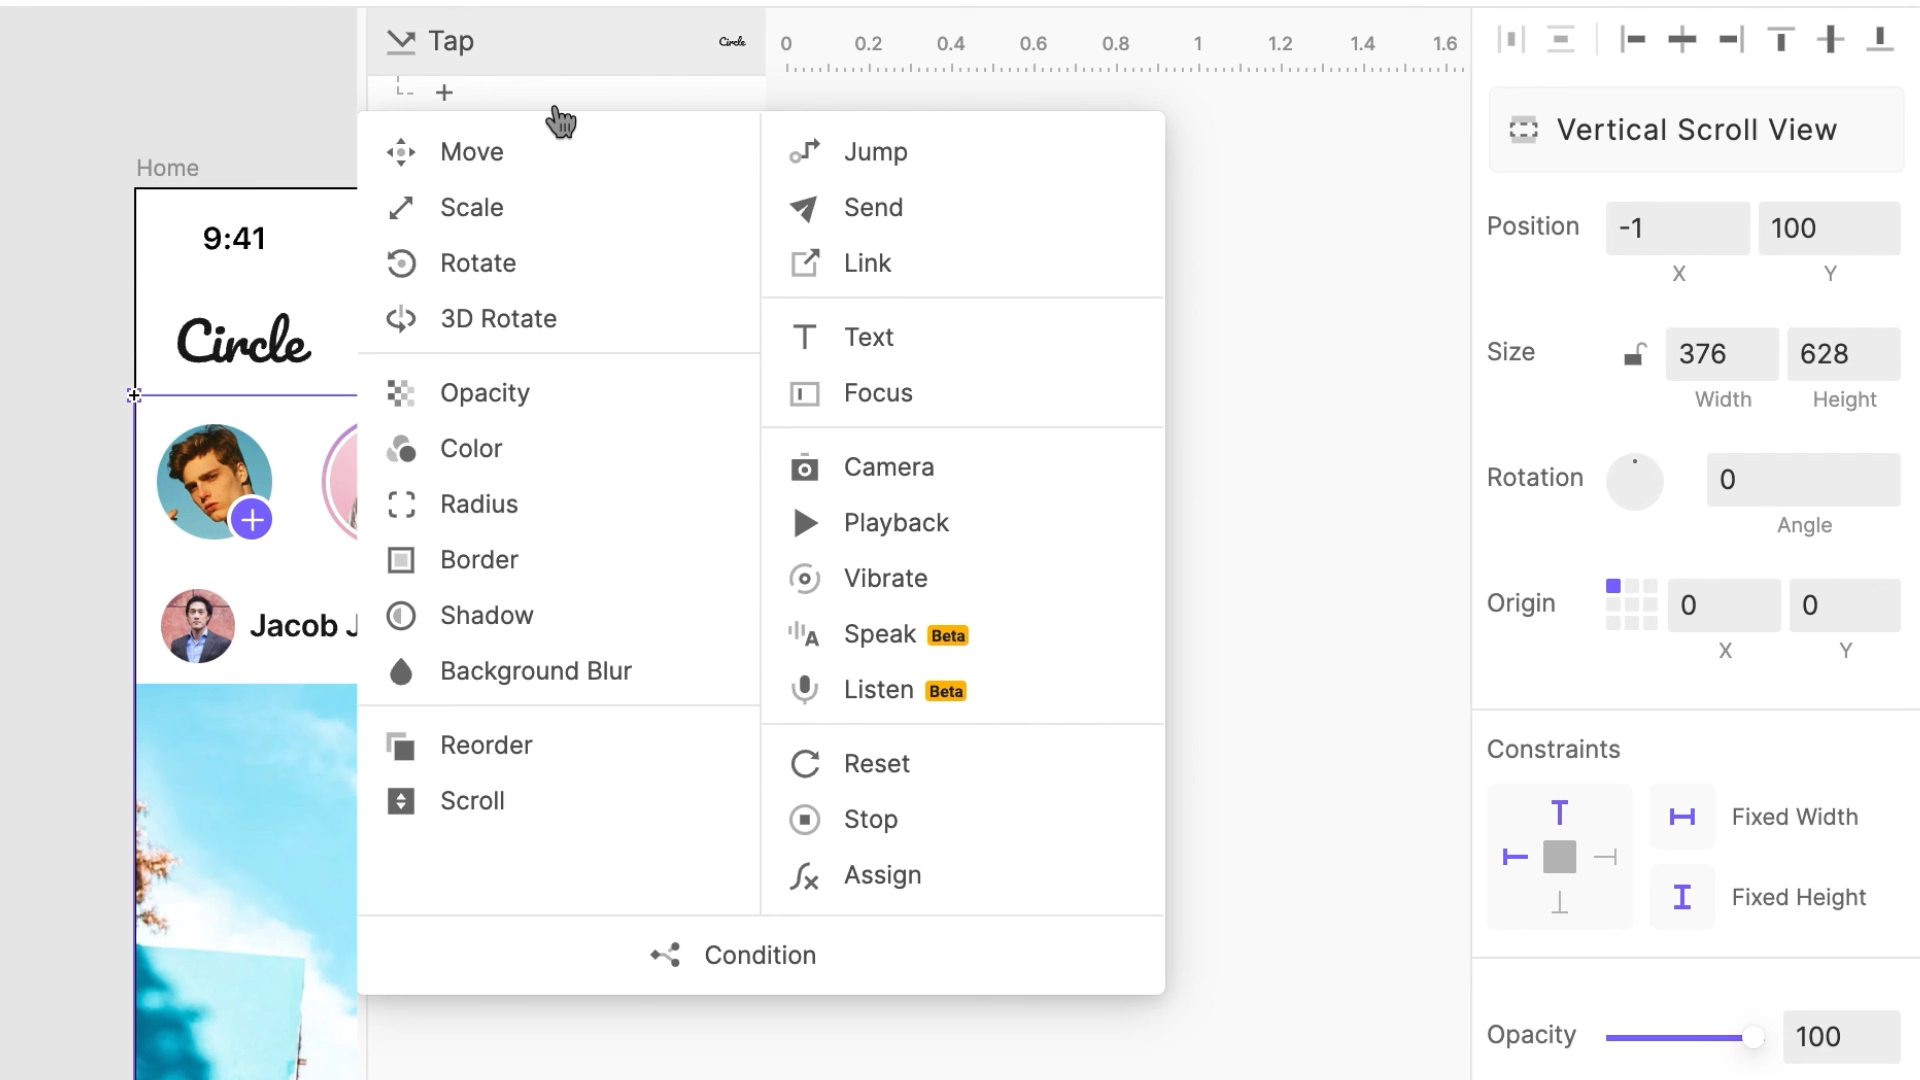 Tap
Circle
0 0.2 0.4 0.6 0.8 1 1.2 1.4 1.6
Home
9:41
Circle
Jacob J
Move
Scale
Rotate
3D Rotate
Opacity
Color
Radius
Border
Shadow
Background Blur
Reorder
Scroll
Jump
Send
Link
Text
Focus
Camera
Playback
Vibrate
Speak Beta
Listen Beta
Reset
Stop
Assign
Condition
Vertical Scroll View
Position -1 100
X Y
Size 376 628
Width Height
Rotation 0
Angle
Origin 0 0
X Y
Constraints
Fixed Width
Fixed Height
Opacity 100